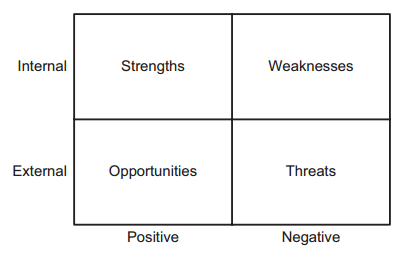 Internal Strengths Weaknesses
External Opportunities Threats
Positive Negative